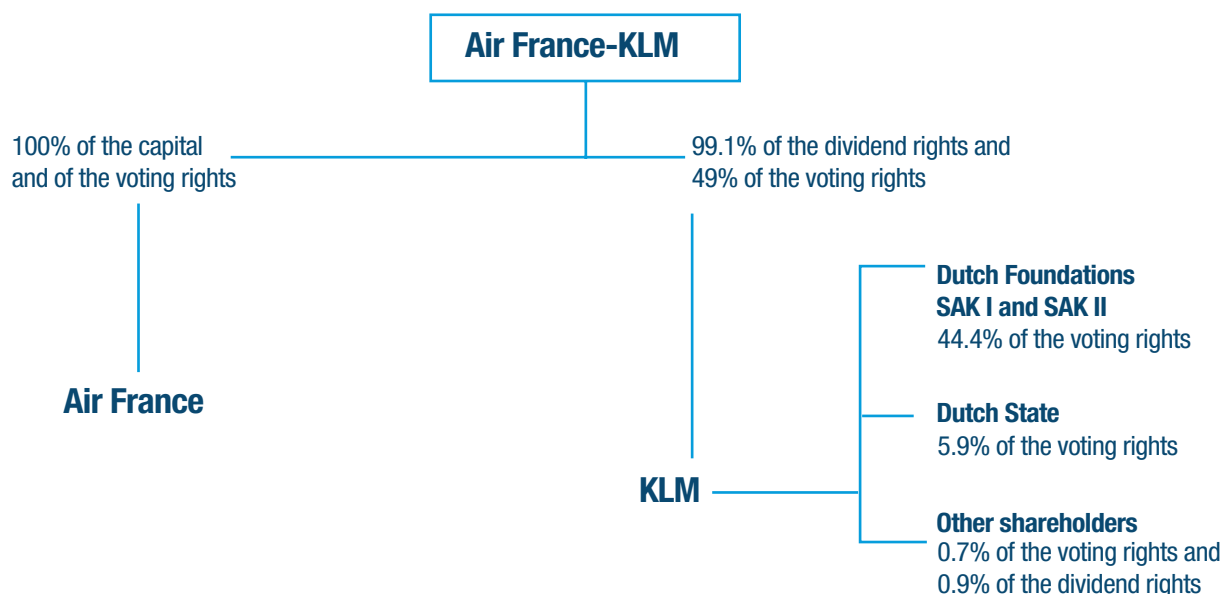 Air France-KLM
100% of the capital
and of the voting rights
99.1% of the dividend rights and
49% of the voting rights
Air France
KLM
Dutch Foundations
SAK I and SAK II
44.4% of the voting rights
Dutch State
5.9% of the voting rights
Other shareholders
0.7% of the voting rights and
0.9% of the dividend rights